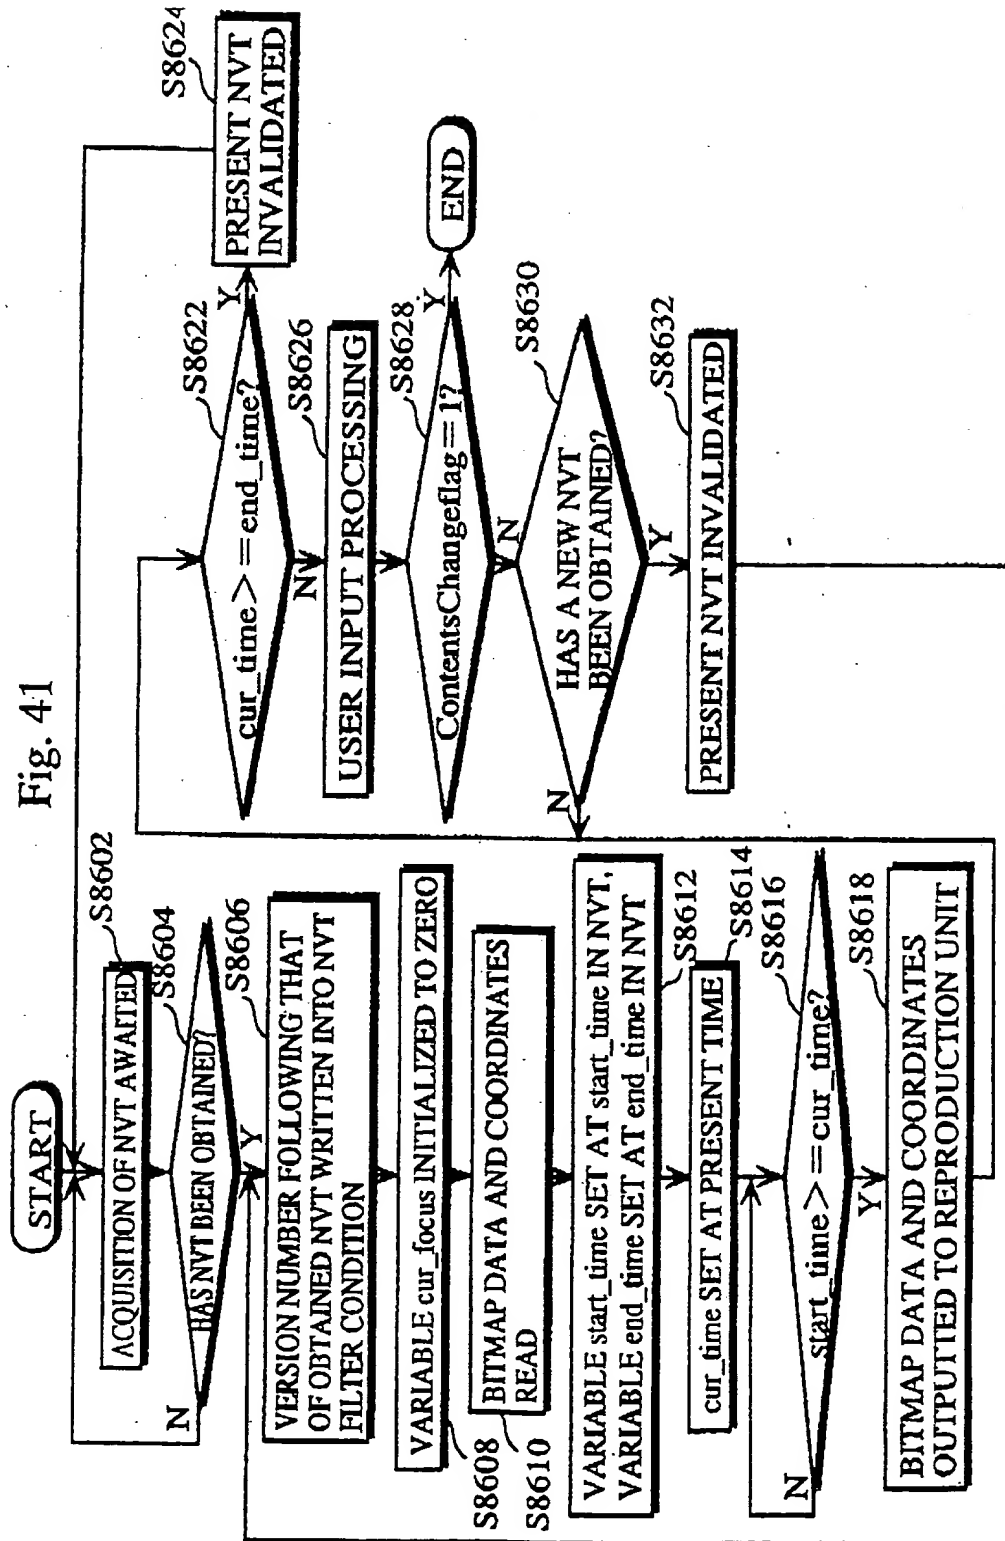 Fig. 41
START
S8602
ACQUISITION OF NVT AWAITED
S8604
HAS NVT BEEN OBTAINED?
N
Y
S8606
VERSION NUMBER FOLLOWING THAT
OF OBTAINED NVT WRITTEN INTO NVT
FILTER CONDITION
VARIABLE cur_focus INITIALIZED TO ZERO
S8608
BITMAP DATA AND COORDINATES
READ
S8610
VARIABLE start_time SET AT start_time IN NVT,
VARIABLE end_time SET AT end_time IN NVT
S8612
cur_time SET AT PRESENT TIME
S8614
S8616
start_time>=cur_time?
N
Y
S8618
BITMAP DATA AND COORDINATES
OUTPUTTED TO REPRODUCTION UNIT
S8622
cur_time>=end_time?
Y
N
S8624
PRESENT NVT
INVALIDATED
S8626
USER INPUT PROCESSING
S8628
ContentsChangeflag==1?
Y
END
N
S8630
HAS A NEW NVT
BEEN OBTAINED?
N
Y
S8632
PRESENT NVT INVALIDATED